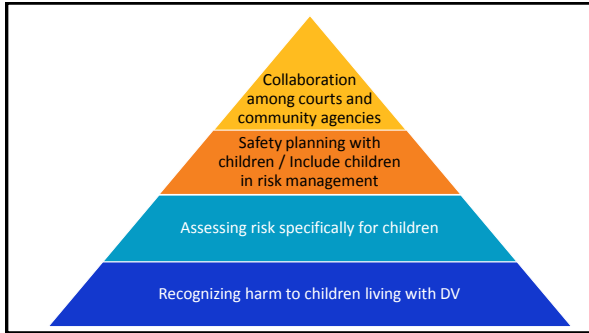 Collaboration
among courts and
community agencies
Safety planning with
children / Include children
in risk management
Assessing risk specifically for children
Recognizing harm to children living with DV